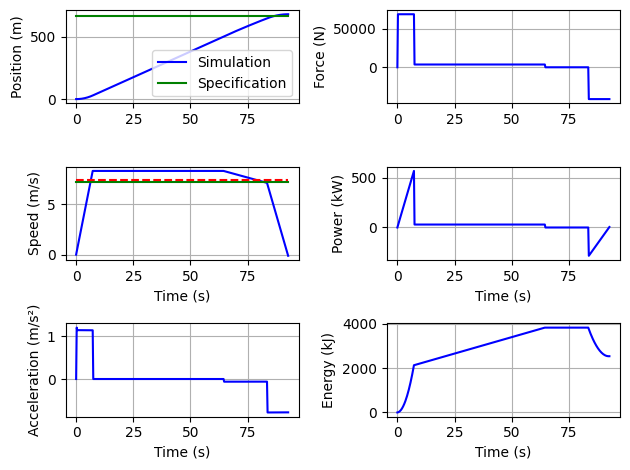 Position (m)
500
0
0 25 50 75
Simulation
Specification
Force (N)
50000
0
0 25 50 75
Speed (m/s)
5
0
0 25 50 75
Time (s)
Power (kW)
500
0
0 25 50 75
Time (s)
Acceleration (m/s²)
1
0
0 25 50 75
Time (s)
Energy (kJ)
4000
2000
0
0 25 50 75
Time (s)